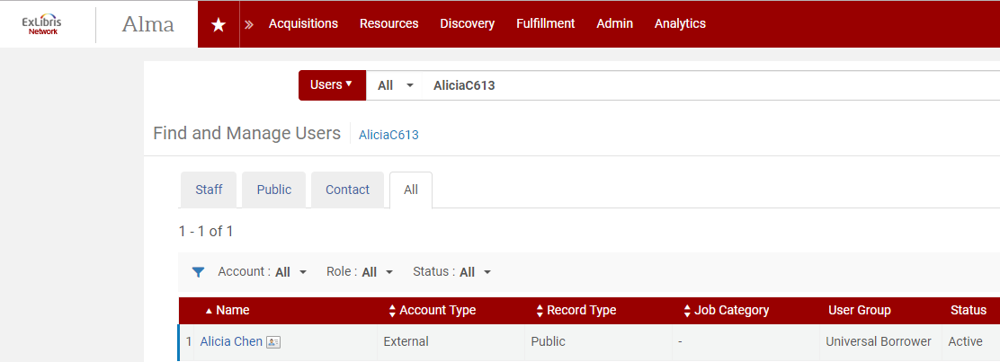 ExLibris
Network
Alma
Acquisitions Resources Discovery Fulfillment Admin Analytics
Users All AliciaC613
Find and Manage Users AliciaC613
Staff Public Contact All
1 - 1 of 1
Account : All Role : All Status : All
Name Account Type Record Type Job Category User Group Status
1 Alicia Chen External Public - Universal Borrower Active